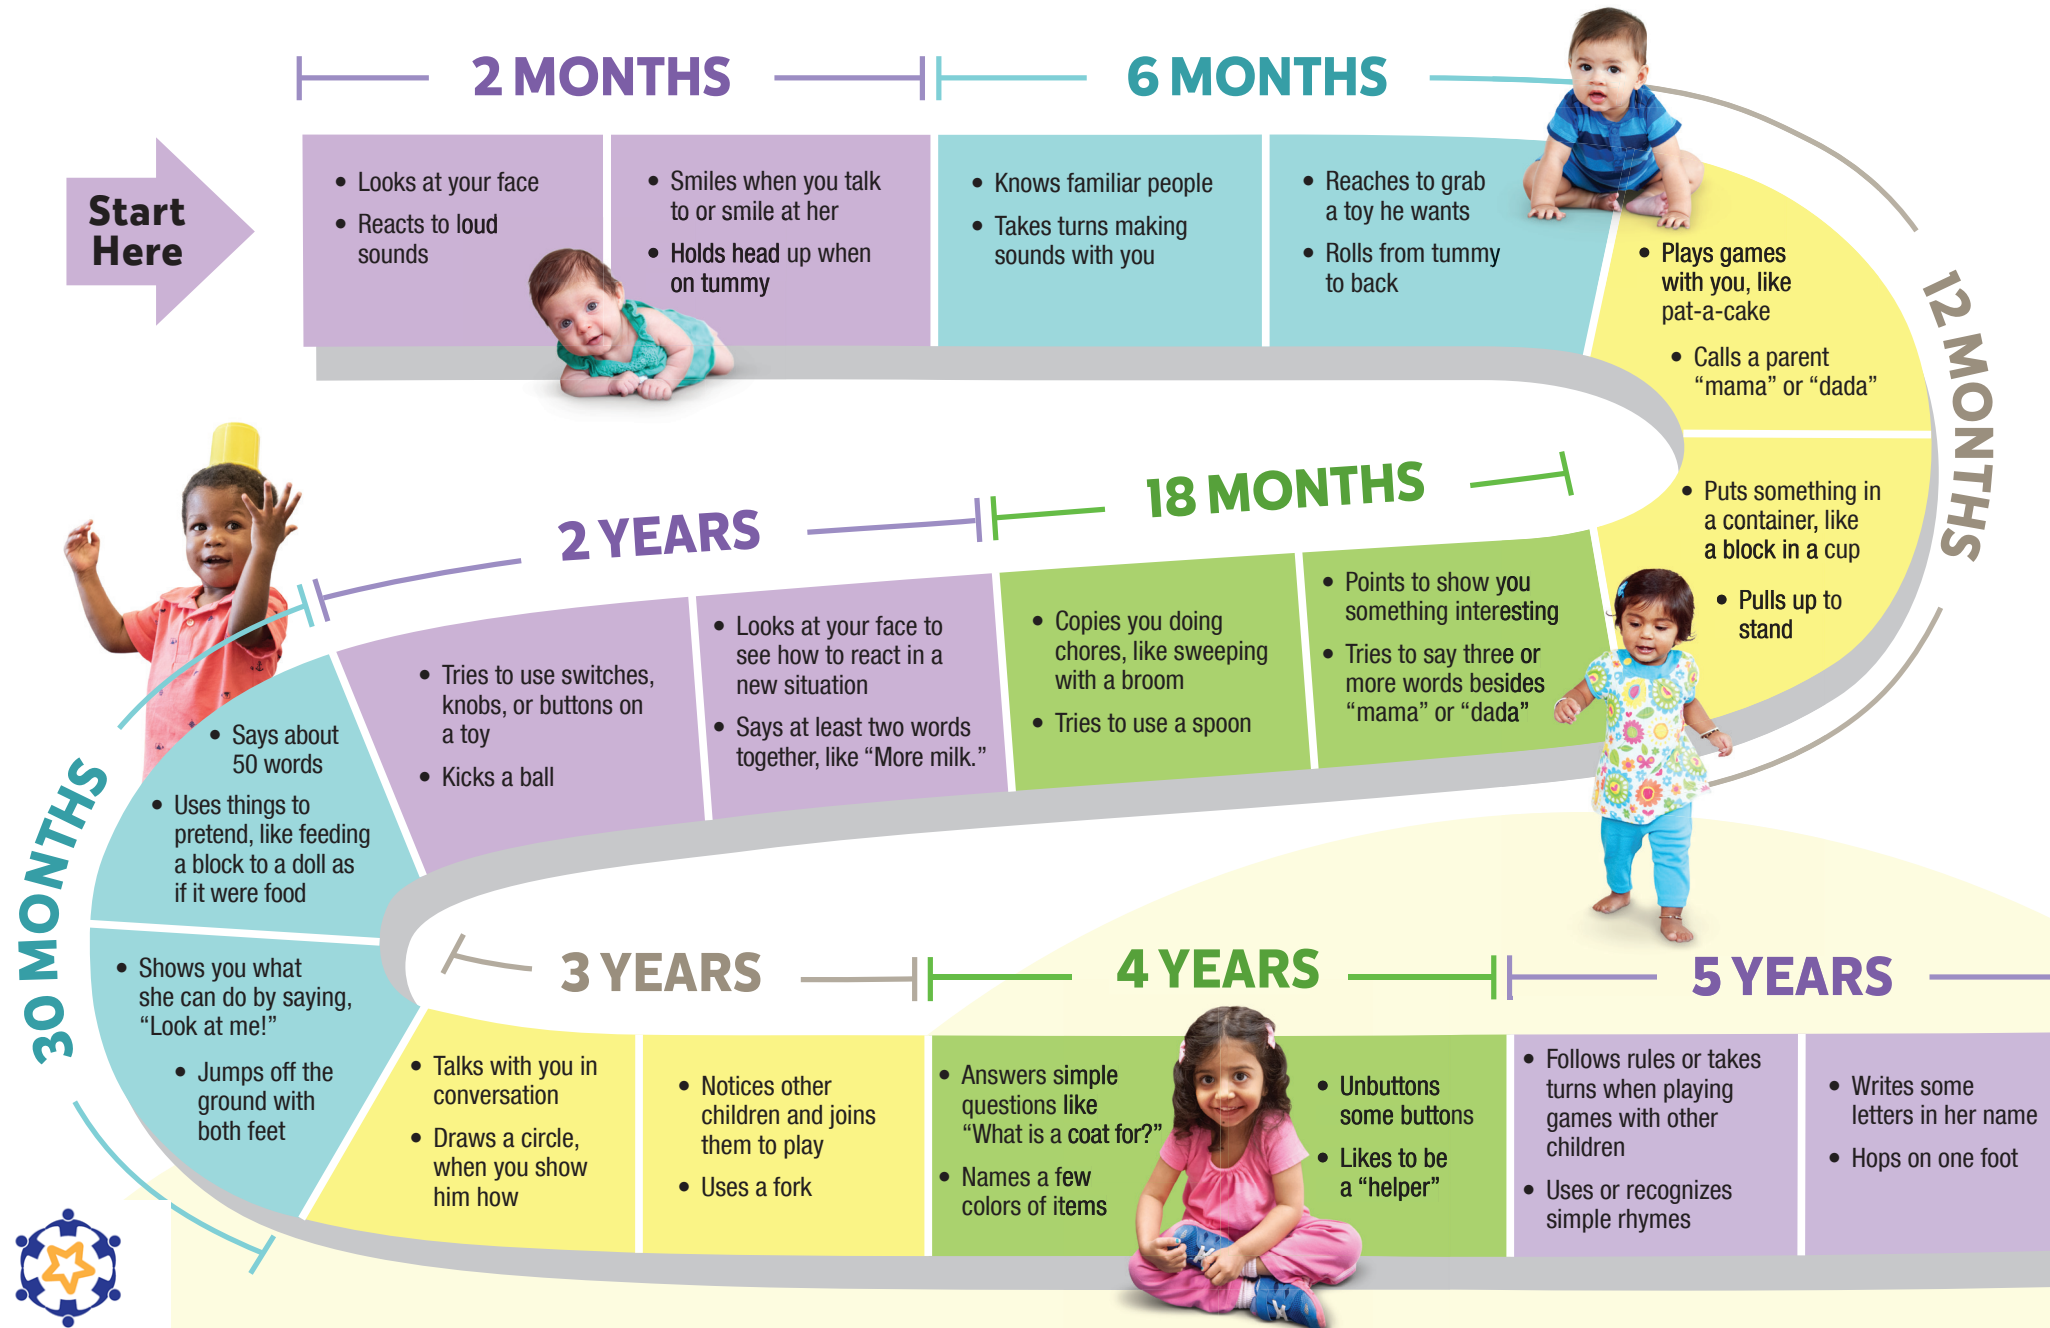 2 MONTHS
6 MONTHS
Start
Here
• Looks at your face
• Reacts to loud
sounds
• Smiles when you talk
to or smile at her
• Holds head up when
on tummy
• Knows familiar people
• Takes turns making
sounds with you
• Reaches to grab
a toy he wants
• Rolls from tummy
to back
12 MONTHS
• Plays games
with you, like
pat-a-cake
• Calls a parent
“mama” or “dada”
• Puts something in
a container, like
a block in a cup
• Pulls up to
stand
18 MONTHS
• Points to show you
something interesting
• Tries to say three or
more words besides
“mama” or “dada”
• Copies you doing
chores, like sweeping
with a broom
• Tries to use a spoon
2 YEARS
• Looks at your face to
see how to react in a
new situation
• Says at least two words
together, like “More milk.”
• Tries to use switches,
knobs, or buttons on
a toy
• Kicks a ball
30 MONTHS
• Says about
50 words
• Uses things to
pretend, like feeding
a block to a doll as
if it were food
• Shows you what
she can do by saying,
“Look at me!”
• Jumps off the
ground with
both feet
3 YEARS
• Talks with you in
conversation
• Draws a circle,
when you show
him how
• Notices other
children and joins
them to play
• Uses a fork
4 YEARS
• Answers simple
questions like
“What is a coat for?”
• Names a few
colors of items
• Unbuttons
some buttons
• Likes to be
a “helper”
5 YEARS
• Follows rules or takes
turns when playing
games with other
children
• Uses or recognizes
simple rhymes
• Writes some
letters in her name
• Hops on one foot